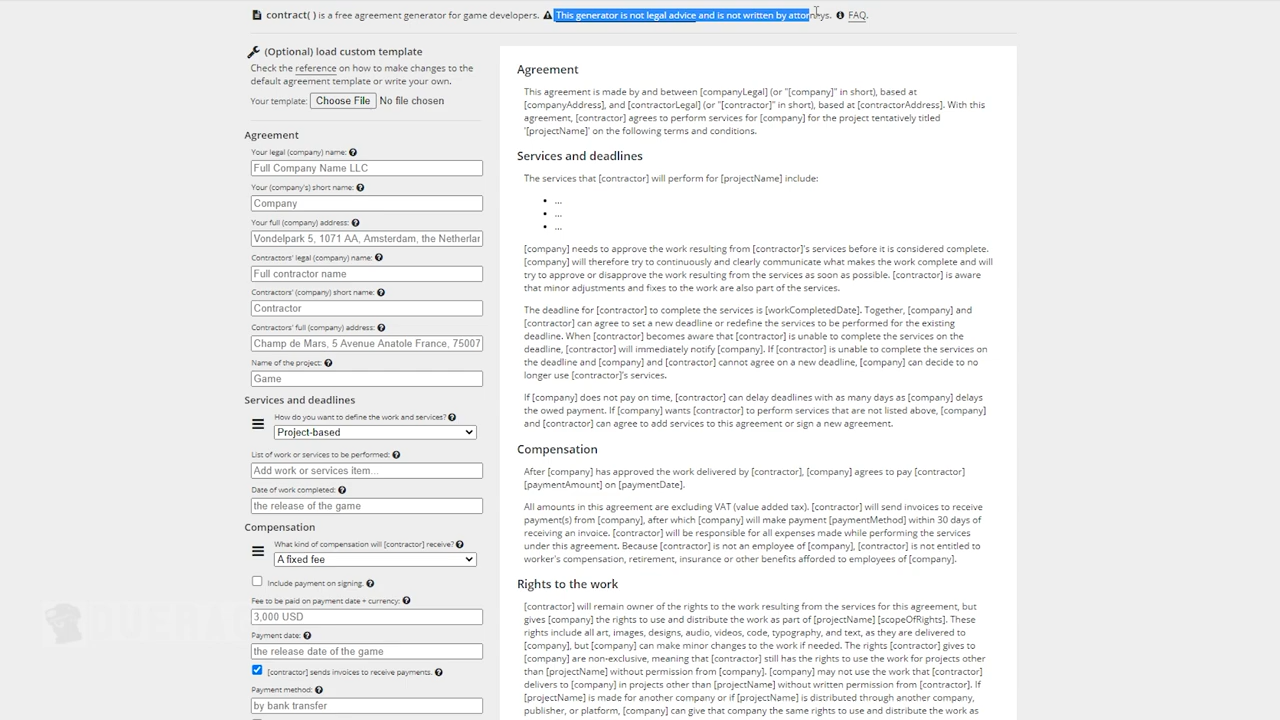 contract( ) is a free agreement generator for game developers. This generator is not legal advice and is not written by attorneys. FAQ.
(Optional) load custom template
Check the reference on how to make changes to the
default agreement template or write your own.
Your template: Choose File No file chosen
Agreement
Your legal (company) name:
Full Company Name LLC
Your (company's) short name:
Company
Your full (company) address:
Vondelpark 5, 1071 AA, Amsterdam, the Netherlar
Contractors' legal (company) name:
Full contractor name
Contractors' (company) short name:
Contractor
Contractors' full (company) address:
Champ de Mars, 5 Avenue Anatole France, 75007
Name of the project:
Game
Services and deadlines
How do you want to define the work and services?
Project-based
List of work or services to be performed:
Add work or services item...
Date of work completed:
the release of the game
Compensation
What kind of compensation will [contractor] receive?
A fixed fee
Include payment on signing.
Fee to be paid on payment date + currency:
3,000 USD
Payment date:
the release date of the game
[contractor] sends invoices to receive payments.
Payment method:
by bank transfer
Agreement
This agreement is made by and between [companyLegal] (or "[company]" in short), based at
[companyAddress], and [contractorLegal] (or "[contractor]" in short), based at [contractorAddress]. With this
agreement, [contractor] agrees to perform services for [company] for the project tentatively titled
'[projectName]' on the following terms and conditions.
Services and deadlines
The services that [contractor] will perform for [projectName] include:
• ...
• ...
• ...
[company] needs to approve the work resulting from [contractor]'s services before it is considered complete.
[company] will therefore try to continuously and clearly communicate what makes the work complete and will
try to approve or disapprove the work resulting from the services as soon as possible. [contractor] is aware
that minor adjustments and fixes to the work are also part of the services.
The deadline for [contractor] to complete the services is [workCompletedDate]. Together, [company] and
[contractor] can agree to set a new deadline or redefine the services to be performed for the existing
deadline. When [contractor] becomes aware that [contractor] is unable to complete the services on the
deadline, [contractor] will immediately notify [company]. If [contractor] is unable to complete the services on
the deadline and [company] and [contractor] cannot agree on a new deadline, [company] can decide to no
longer use [contractor]'s services.
If [company] does not pay on time, [contractor] can delay deadlines with as many days as [company] delays
the owed payment. If [company] wants [contractor] to perform services that are not listed above, [company]
and [contractor] can agree to add services to this agreement or sign a new agreement.
Compensation
After [company] has approved the work delivered by [contractor], [company] agrees to pay [contractor]
[paymentAmount] on [paymentDate].
All amounts in this agreement are excluding VAT (value added tax). [contractor] will send invoices to receive
payment(s) from [company], after which [company] will make payment [paymentMethod] within 30 days of
receiving an invoice. [contractor] will be responsible for all expenses made while performing the services
under this agreement. Because [contractor] is not an employee of [company], [contractor] is not entitled to
worker's compensation, retirement, insurance or other benefits afforded to employees of [company].
Rights to the work
[contractor] will remain owner of the rights to the work resulting from the services for this agreement, but
gives [company] the rights to use and distribute the work as part of [projectName] [scopeOfRights]. These
rights include all art, images, designs, audio, videos, code, typography, and text, as they are delivered to
[company], but [company] can make minor changes to the work if needed. The rights [contractor] gives to
[company] are non-exclusive, meaning that [contractor] still has the rights to use the work for projects other
than [projectName] without permission from [company]. [company] may not use the work that [contractor]
delivers to [company] in projects other than [projectName] without written permission from [contractor]. If
[projectName] is made for another company or if [projectName] is distributed through another company,
publisher, or platform, [company] can give that company the same rights to use and distribute the work as